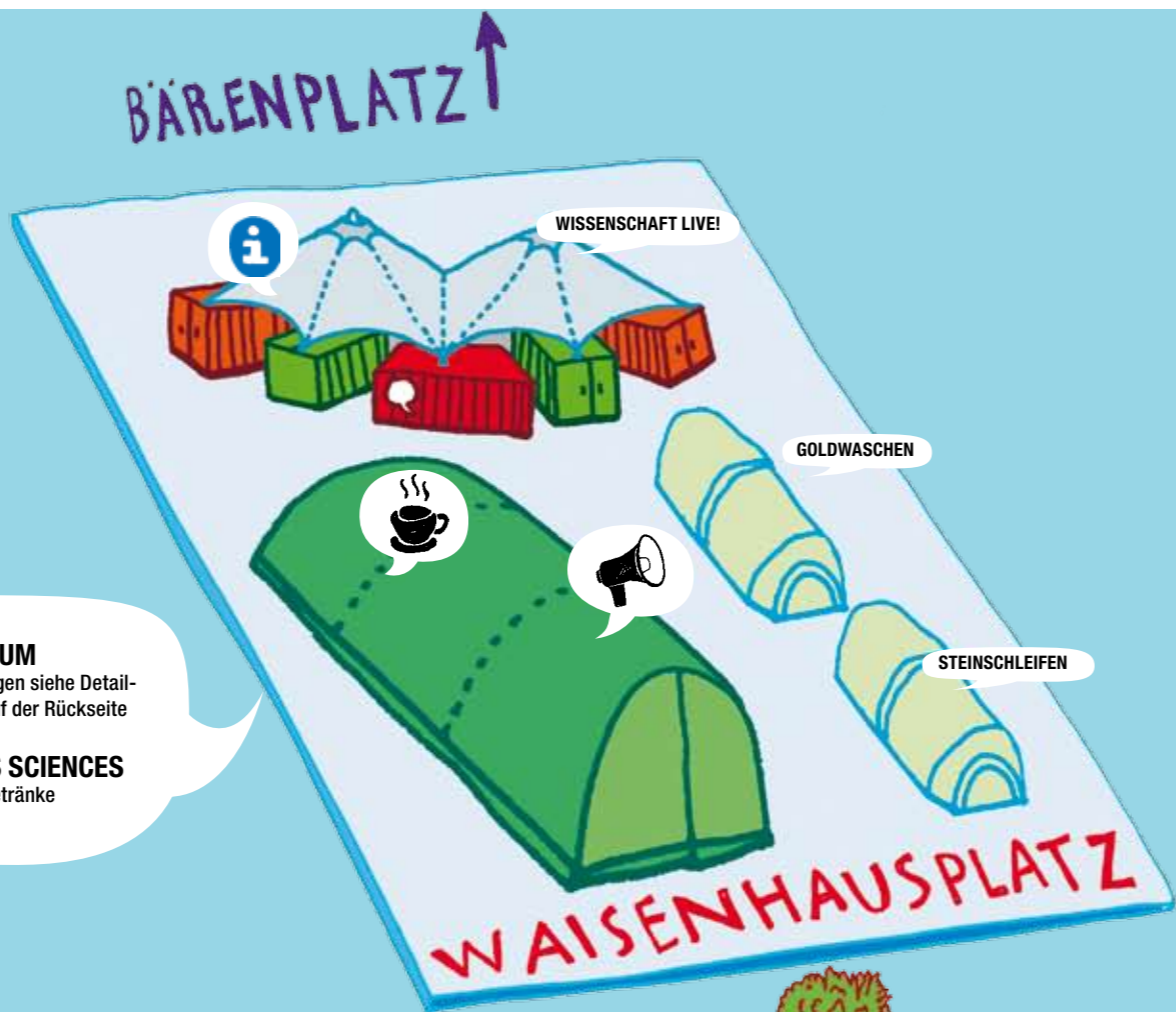 BÄRENPLATZ
WISSENSCHAFT LIVE!
GOLDWASCHEN
STEINSCHLEIFEN
UM
gen siehe Detail-
f der Rückseite
SCIENCES
tränke
WAISENHAUSPLATZ